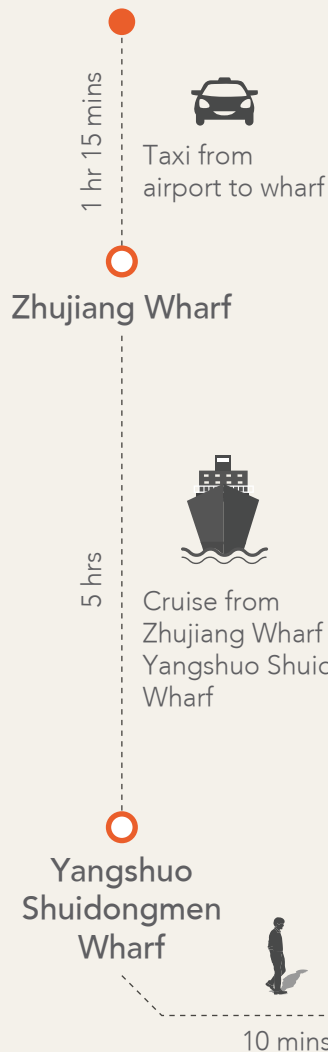 1 hr 15 mins
Taxi from
airport to wharf
Zhujiang Wharf
5 hrs
Cruise from
Zhujiang Wharf
Yangshuo
Wharf
Yangshuo
Shuidongmen
Wharf
10 mins